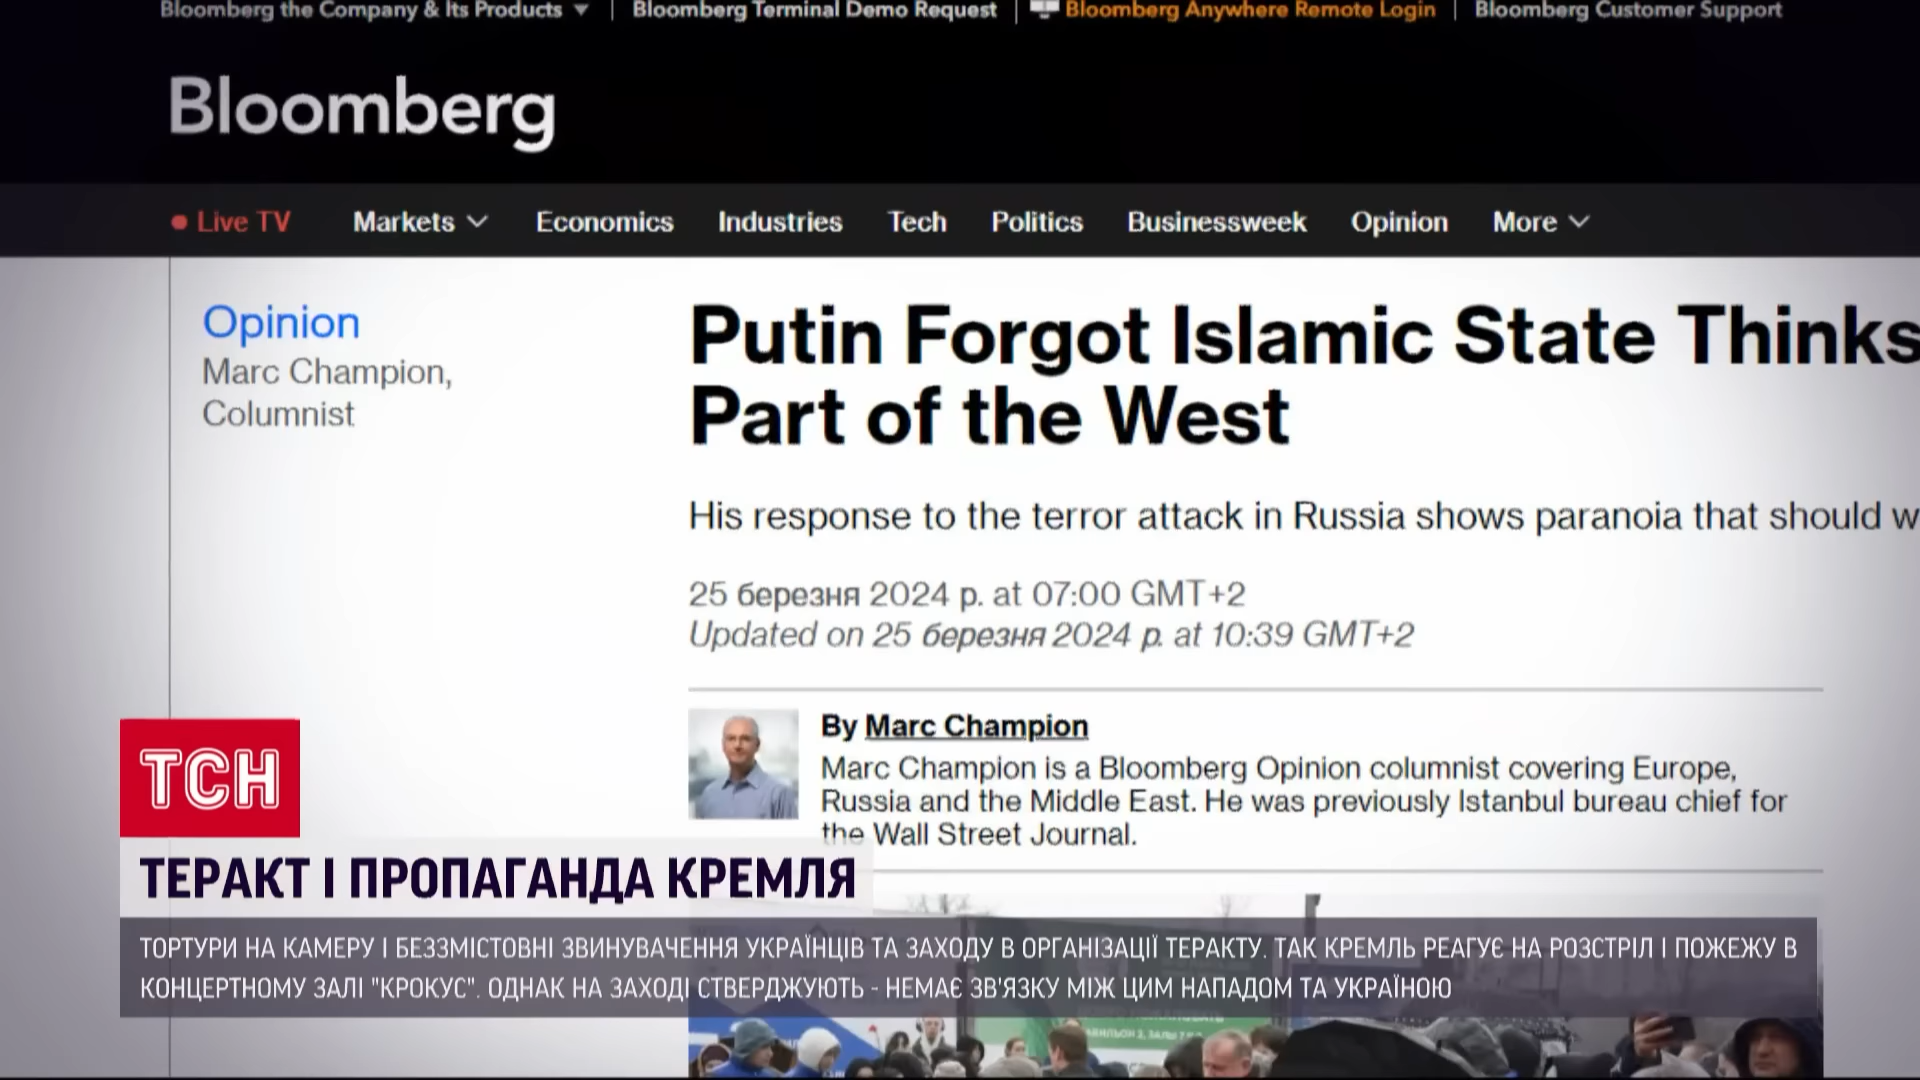 Bloomberg the Company & Its Products
Bloomberg Terminal Demo Request
Bloomberg Anywhere Remote Login
Bloomberg Customer Support
Bloomberg
Live TV
Markets
Economics
Industries
Tech
Politics
Businessweek
Opinion
More
Opinion
Marc Champion,
Columnist
Putin Forgot Islamic State Thinks
Part of the West
His response to the terror attack in Russia shows paranoia that should w
25 березня 2024 р. at 07:00 GMT+2
Updated on 25 березня 2024 р. at 10:39 GMT+2
By Marc Champion
Marc Champion is a Bloomberg Opinion columnist covering Europe,
Russia and the Middle East. He was previously Istanbul bureau chief for
the Wall Street Journal.
ТСН
ТЕРАКТ І ПРОПАГАНДА КРЕМЛЯ
ТОРТУРИ НА КАМЕРУ І БЕЗЗМІСТОВНІ ЗВИНУВАЧЕННЯ УКРАЇНЦІВ ТА ЗАХОДУ В ОРГАНІЗАЦІЇ ТЕРАКТУ. ТАК КРЕМЛЬ РЕАГУЄ НА РОЗСТРІЛ І ПОЖЕЖУ В
КОНЦЕРТНОМУ ЗАЛІ "КРОКУС". ОДНАК НА ЗАХОДІ СТВЕРДЖУЮТЬ - НЕМАЄ ЗВ'ЯЗКУ МІЖ ЦИМ НАПАДОМ ТА УКРАЇНОЮ